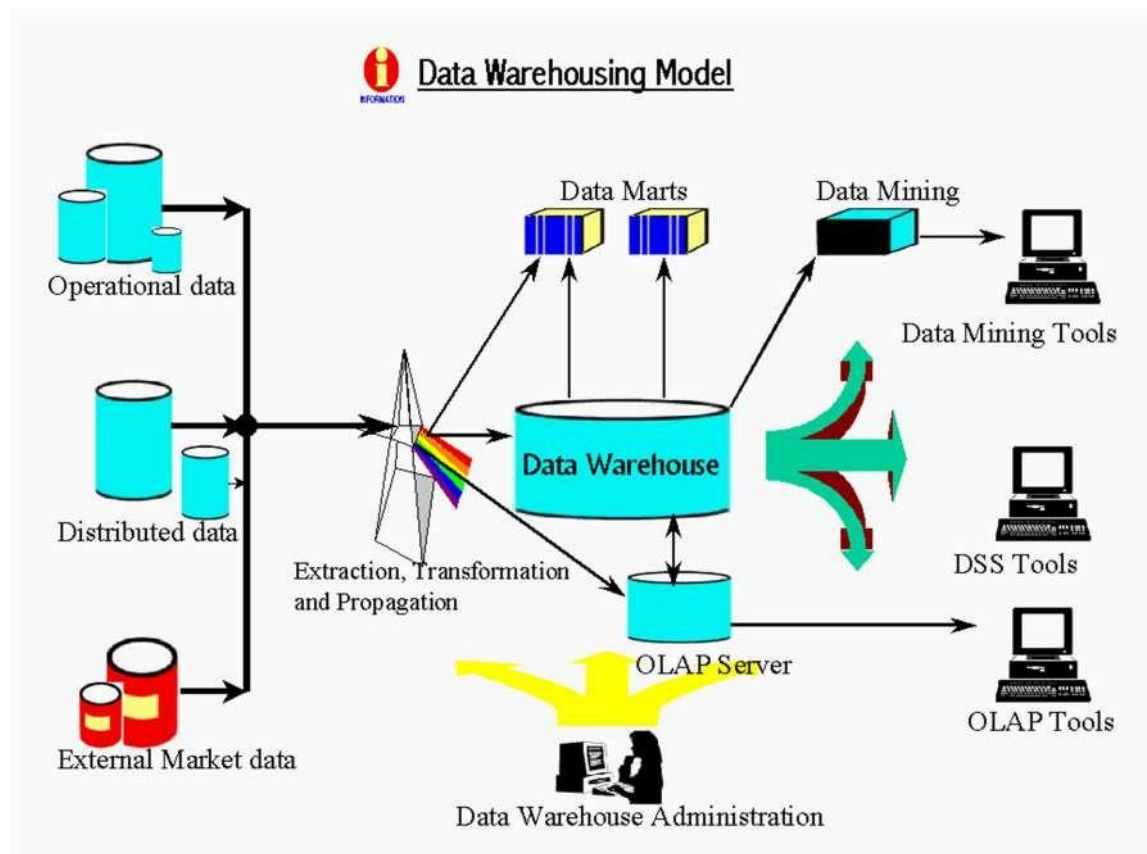 i
INFORMATION
Data Warehousing Model
Data Marts
Data Mining
Operational data
Data Mining Tools
Data Warehouse
Distributed data
DSS Tools
Extraction, Transformation
and Propagation
OLAP Server
OLAP Tools
External Market data
Data Warehouse Administration